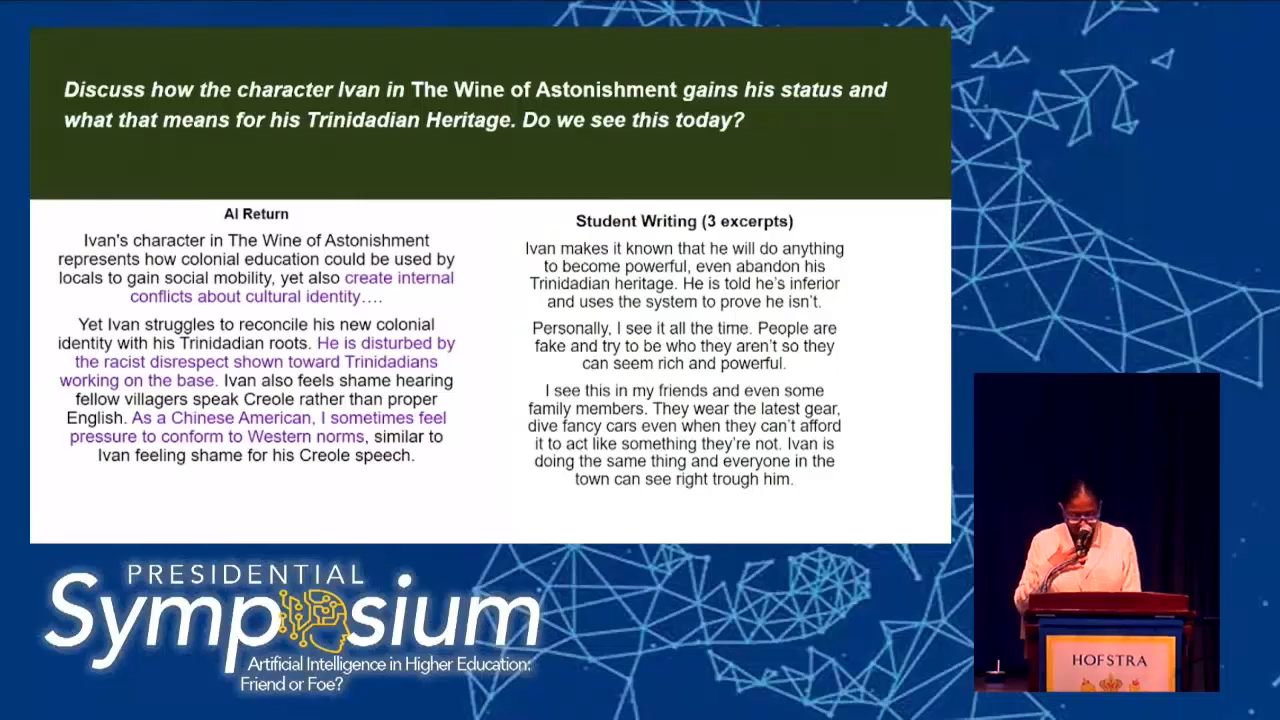 Discuss how the character Ivan in The Wine of Astonishment gains his status and
what that means for his Trinidadian Heritage. Do we see this today?
AI Return
Ivan's character in The Wine of Astonishment
represents how colonial education could be used by
locals to gain social mobility, yet also create internal
conflicts about cultural identity….
Yet Ivan struggles to reconcile his new colonial
identity with his Trinidadian roots. He is disturbed by
the racist disrespect shown toward Trinidadians
working on the base. Ivan also feels shame hearing
fellow villagers speak Creole rather than proper
English. As a Chinese American, I sometimes feel
pressure to conform to Western norms, similar to
Ivan feeling shame for his Creole speech.
Student Writing (3 excerpts)
Ivan makes it known that he will do anything
to become powerful, even abandon his
Trinidadian heritage. He is told he's inferior
and uses the system to prove he isn't.
Personally, I see it all the time. People are
fake and try to be who they aren't so they
can seem rich and powerful.
I see this in my friends and even some
family members. They wear the latest gear,
dive fancy cars even when they can't afford
it to act like something they're not. Ivan is
doing the same thing and everyone in the
town can see right trough him.
PRESIDENTIAL
Symposium
Artificial Intelligence in Higher Education:
Friend or Foe?
HOFSTRA